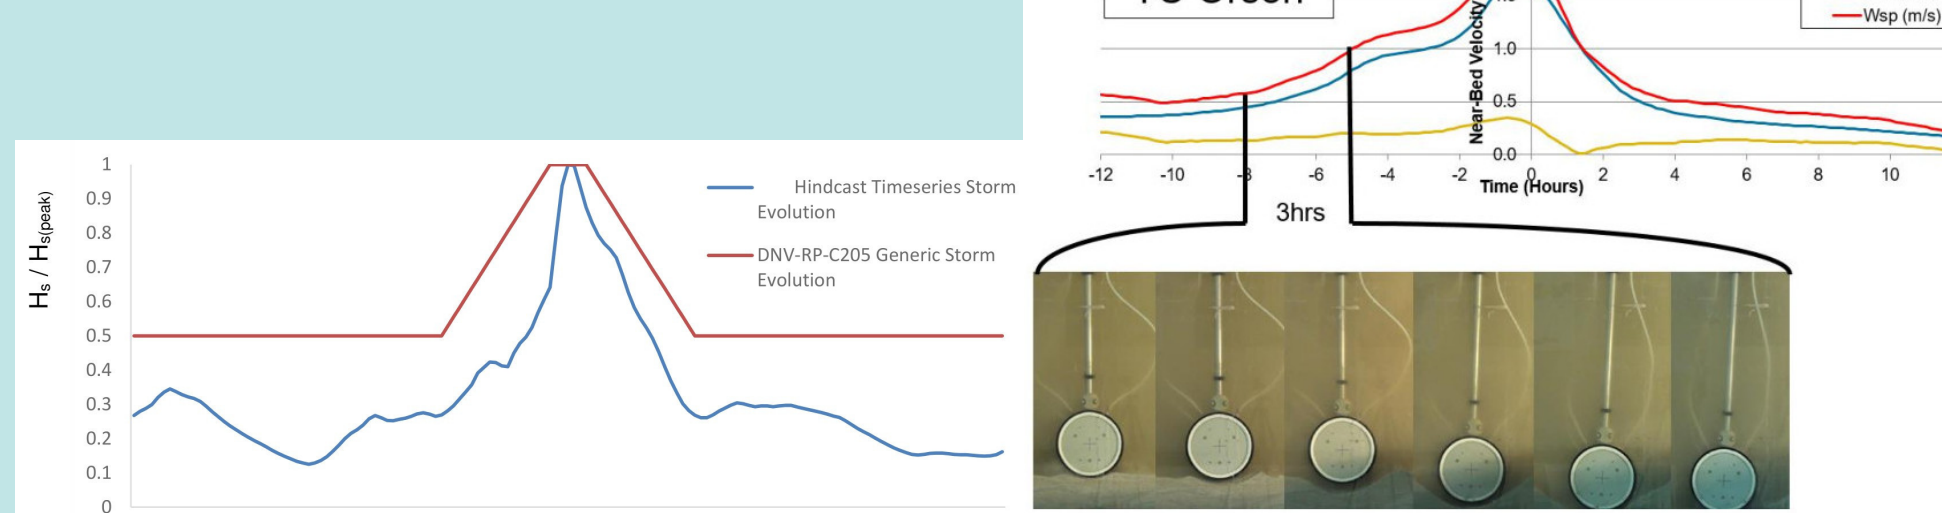 1
0.9
0.8
0.7
0.6
0.5
0.4
0.3
0.2
0.1
0
Hs / Hs(peak)
Hindcast Timeseries Storm
Evolution
DNV-RP-C205 Generic Storm
Evolution
Wsp (m/s)
Near-Bed Velocity
1.0
0.5
0.0
-12 -10 -8 -6 -4 -2 0 2 4 6 8 10
Time (Hours)
3hrs